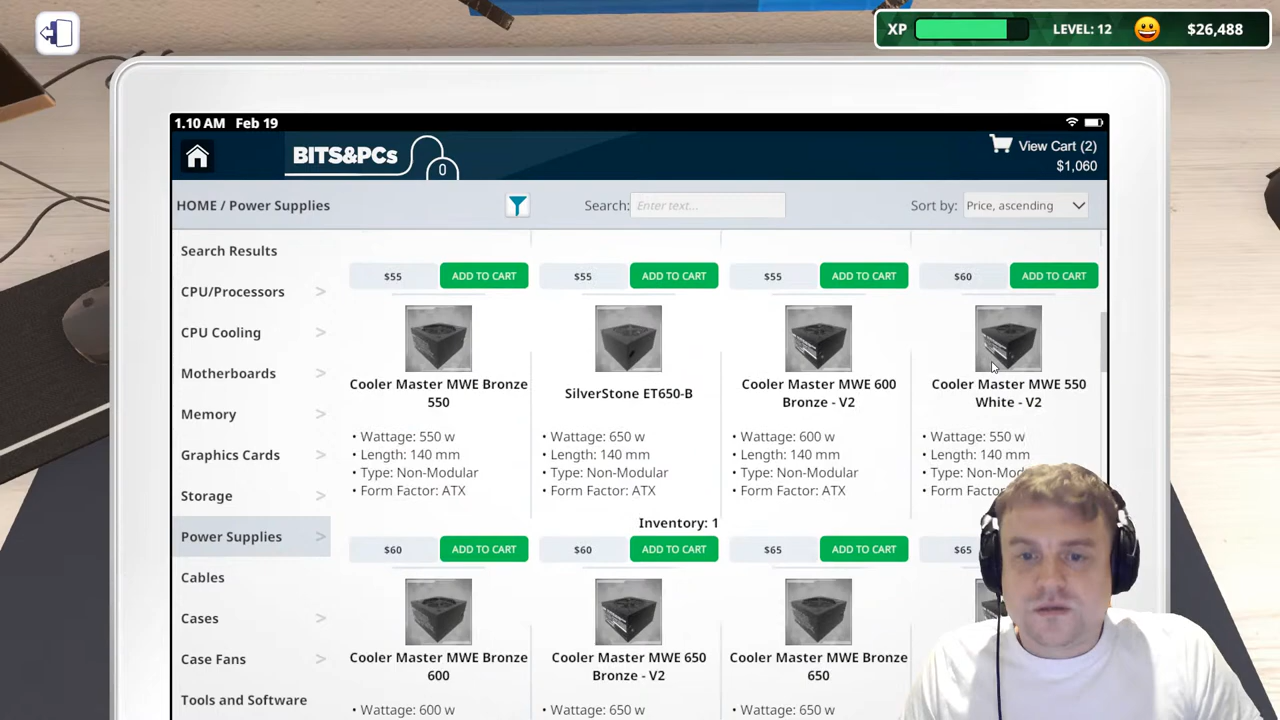 XP LEVEL: 12 $26,488
1.10 AM Feb 19
BITS&PCs 0
View Cart (2)
$1,060
HOME / Power Supplies Search: Enter text... Sort by: Price, ascending
Search Results
CPU/Processors >
CPU Cooling >
Motherboards >
Memory >
Graphics Cards >
Storage >
Power Supplies >
Cables
Cases >
Case Fans >
Tools and Software
$55 ADD TO CART $55 ADD TO CART $55 ADD TO CART $60 ADD TO CART
Cooler Master MWE Bronze
550
• Wattage: 550 w
• Length: 140 mm
• Type: Non-Modular
• Form Factor: ATX
$60 ADD TO CART
SilverStone ET650-B
• Wattage: 650 w
• Length: 140 mm
• Type: Non-Modular
• Form Factor: ATX
Inventory: 1
$60 ADD TO CART
Cooler Master MWE 600
Bronze - V2
• Wattage: 600 w
• Length: 140 mm
• Type: Non-Modular
• Form Factor: ATX
$65 ADD TO CART
Cooler Master MWE 550
White - V2
• Wattage: 550 w
• Length: 140 mm
• Type: Non-Mod
• Form Factor
$65
Cooler Master MWE Bronze
600
• Wattage: 600 w
Cooler Master MWE 650
Bronze - V2
• Wattage: 650 w
Cooler Master MWE Bronze
650
• Wattage: 650 w